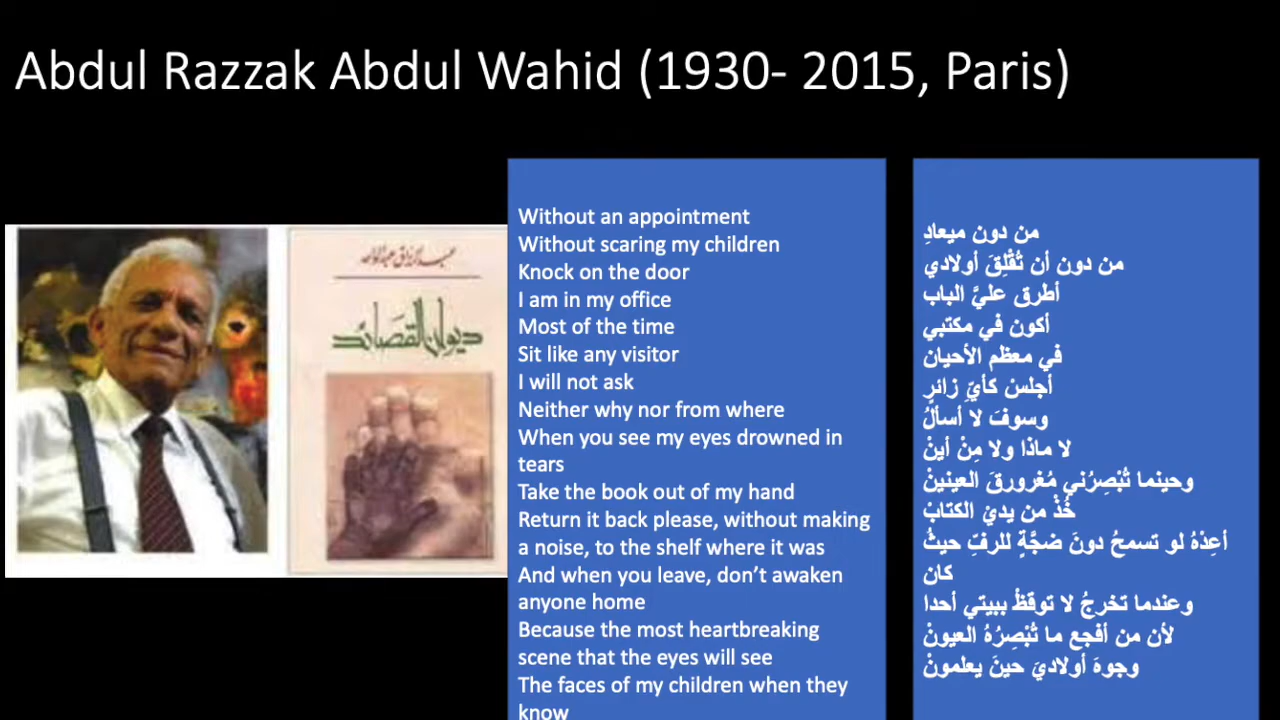 Abdul Razzak Abdul Wahid (1930- 2015, Paris)
عبد الرزاق عبد الواحد
ديوان القصائد
Without an appointment
Without scaring my children
Knock on the door
I am in my office
Most of the time
Sit like any visitor
I will not ask
Neither why nor from where
When you see my eyes drowned in
tears
Take the book out of my hand
Return it back please, without making
a noise, to the shelf where it was
And when you leave, don’t awaken
anyone home
Because the most heartbreaking
scene that the eyes will see
The faces of my children when they
know
من دون ميعادِ
من دون أن تُقْلِقَ أولادي
أطرق عليَّ الباب
أكون في مكتبي
في معظم الأحيان
أجلس كأيِّ زائرٍ
وسوفَ لا أسألُ
لا ماذا ولا مِنْ أينْ
وحينما تُبْصِرُني مُغرورقَ العينينْ
خُذْ من يديْ الكتابْ
أعِدْهُ لو تسمحُ دونَ ضجَّةٍ للرفِّ حيثُ
كان
وعندما تخرجُ لا توقظْ ببيتي أحدا
لأن من أفجع ما تُبْصِرُهُ العيونْ
وجوهَ أولاديَ حينَ يعلمونْ